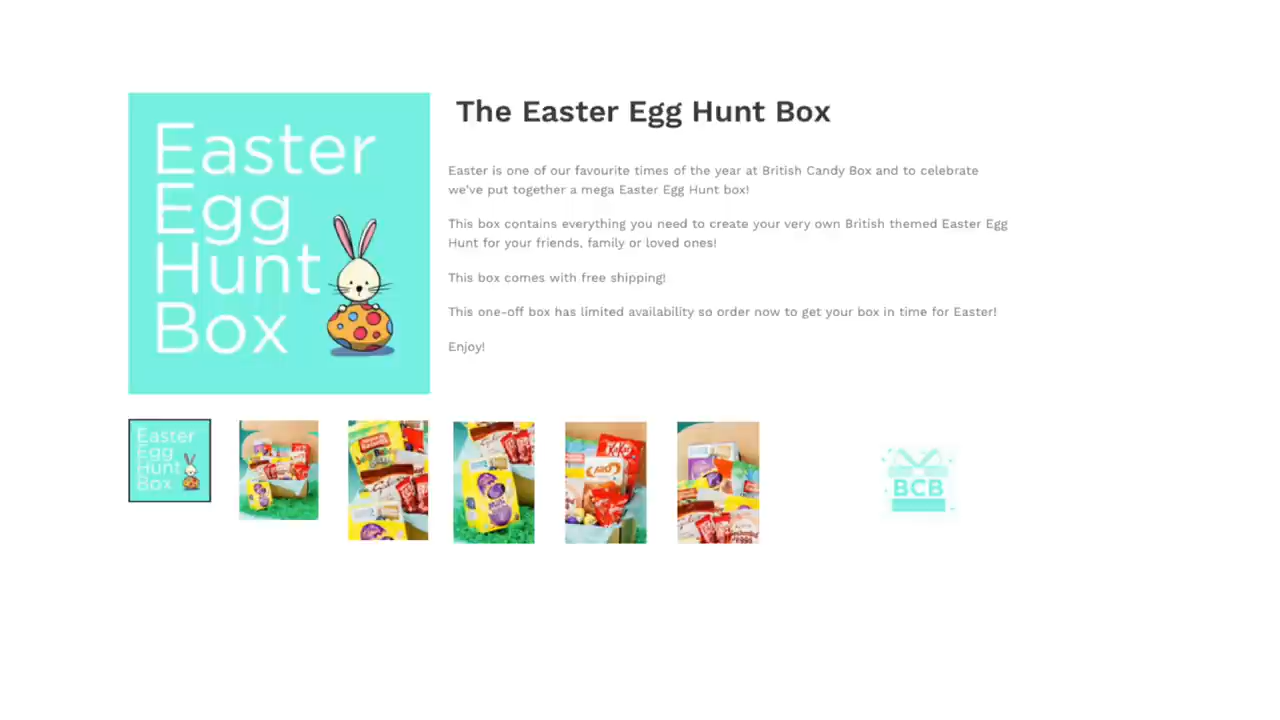 Easter
Egg
Hunt
Box
The Easter Egg Hunt Box
Easter is one of our favourite times of the year at British Candy Box and to celebrate
we've put together a mega Easter Egg Hunt box!
This box contains everything you need to create your very own British themed Easter Egg
Hunt for your friends, family or loved ones!
This box comes with free shipping!
This one-off box has limited availability so order now to get your box in time for Easter!
Enjoy!
Easter
Egg
Hunt
Box
BCB